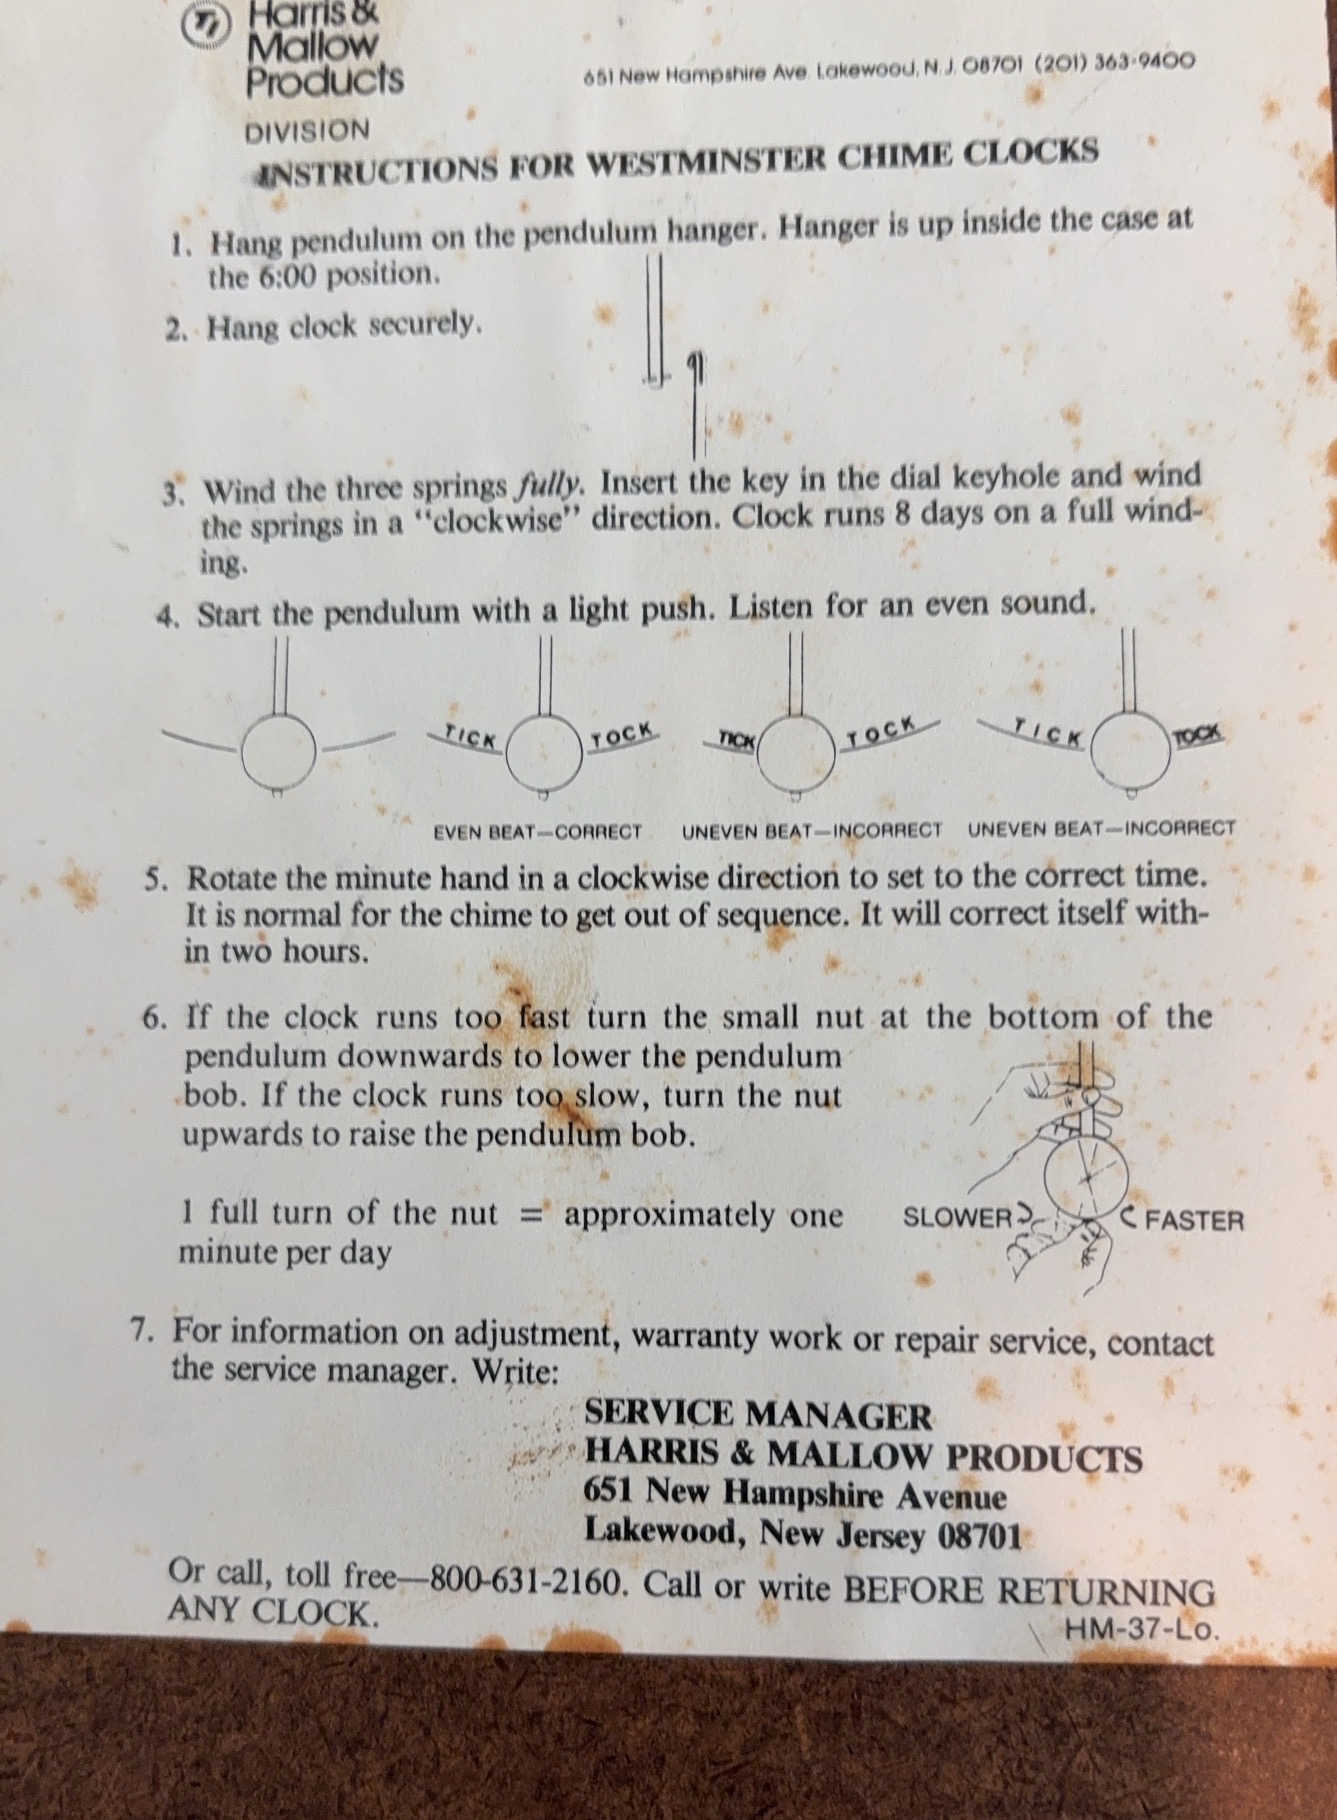 Harris &
Mallow
Products
DIVISION
651 New Hampshire Ave. Lakewood, N.J. 08701 (201) 363-9400
INSTRUCTIONS FOR WESTMINSTER CHIME CLOCKS
1. Hang pendulum on the pendulum hanger. Hanger is up inside the case at
the 6:00 position.
2. Hang clock securely.
3. Wind the three springs fully. Insert the key in the dial keyhole and wind
the springs in a "clockwise" direction. Clock runs 8 days on a full wind-
ing.
4. Start the pendulum with a light push. Listen for an even sound.
TICK TOCK TICK TOCK TICK TOCK
EVEN BEAT—CORRECT UNEVEN BEAT—INCORRECT UNEVEN BEAT—INCORRECT
5. Rotate the minute hand in a clockwise direction to set to the correct time.
It is normal for the chime to get out of sequence. It will correct itself with-
in two hours.
6. If the clock runs too fast turn the small nut at the bottom of the
pendulum downwards to lower the pendulum
bob. If the clock runs too slow, turn the nut
upwards to raise the pendulum bob.
1 full turn of the nut = approximately one
minute per day
SLOWER FASTER
7. For information on adjustment, warranty work or repair service, contact
the service manager. Write:
SERVICE MANAGER
HARRIS & MALLOW PRODUCTS
651 New Hampshire Avenue
Lakewood, New Jersey 08701
Or call, toll free—800-631-2160. Call or write BEFORE RETURNING
ANY CLOCK.
HM-37-Lo.